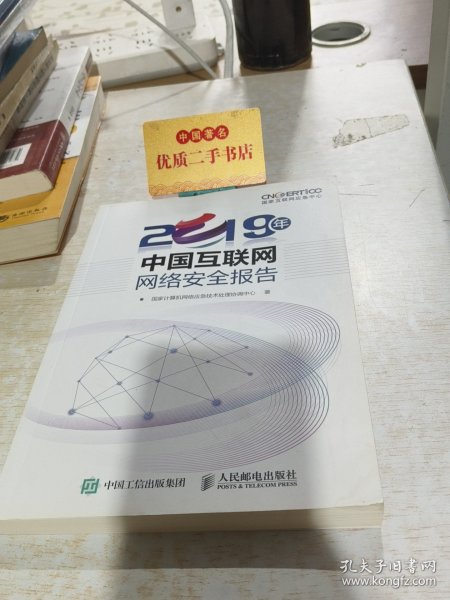 中国著名
优质二手书店
CNCERT/CC
国家互联网应急中心
2019年
中国互联网
网络安全报告
国家计算机网络应急技术处理协调中心 著
中国工信出版集团
人民邮电出版社
POSTS & TELECOM PRESS
孔夫子旧书网
www.kongfz.com